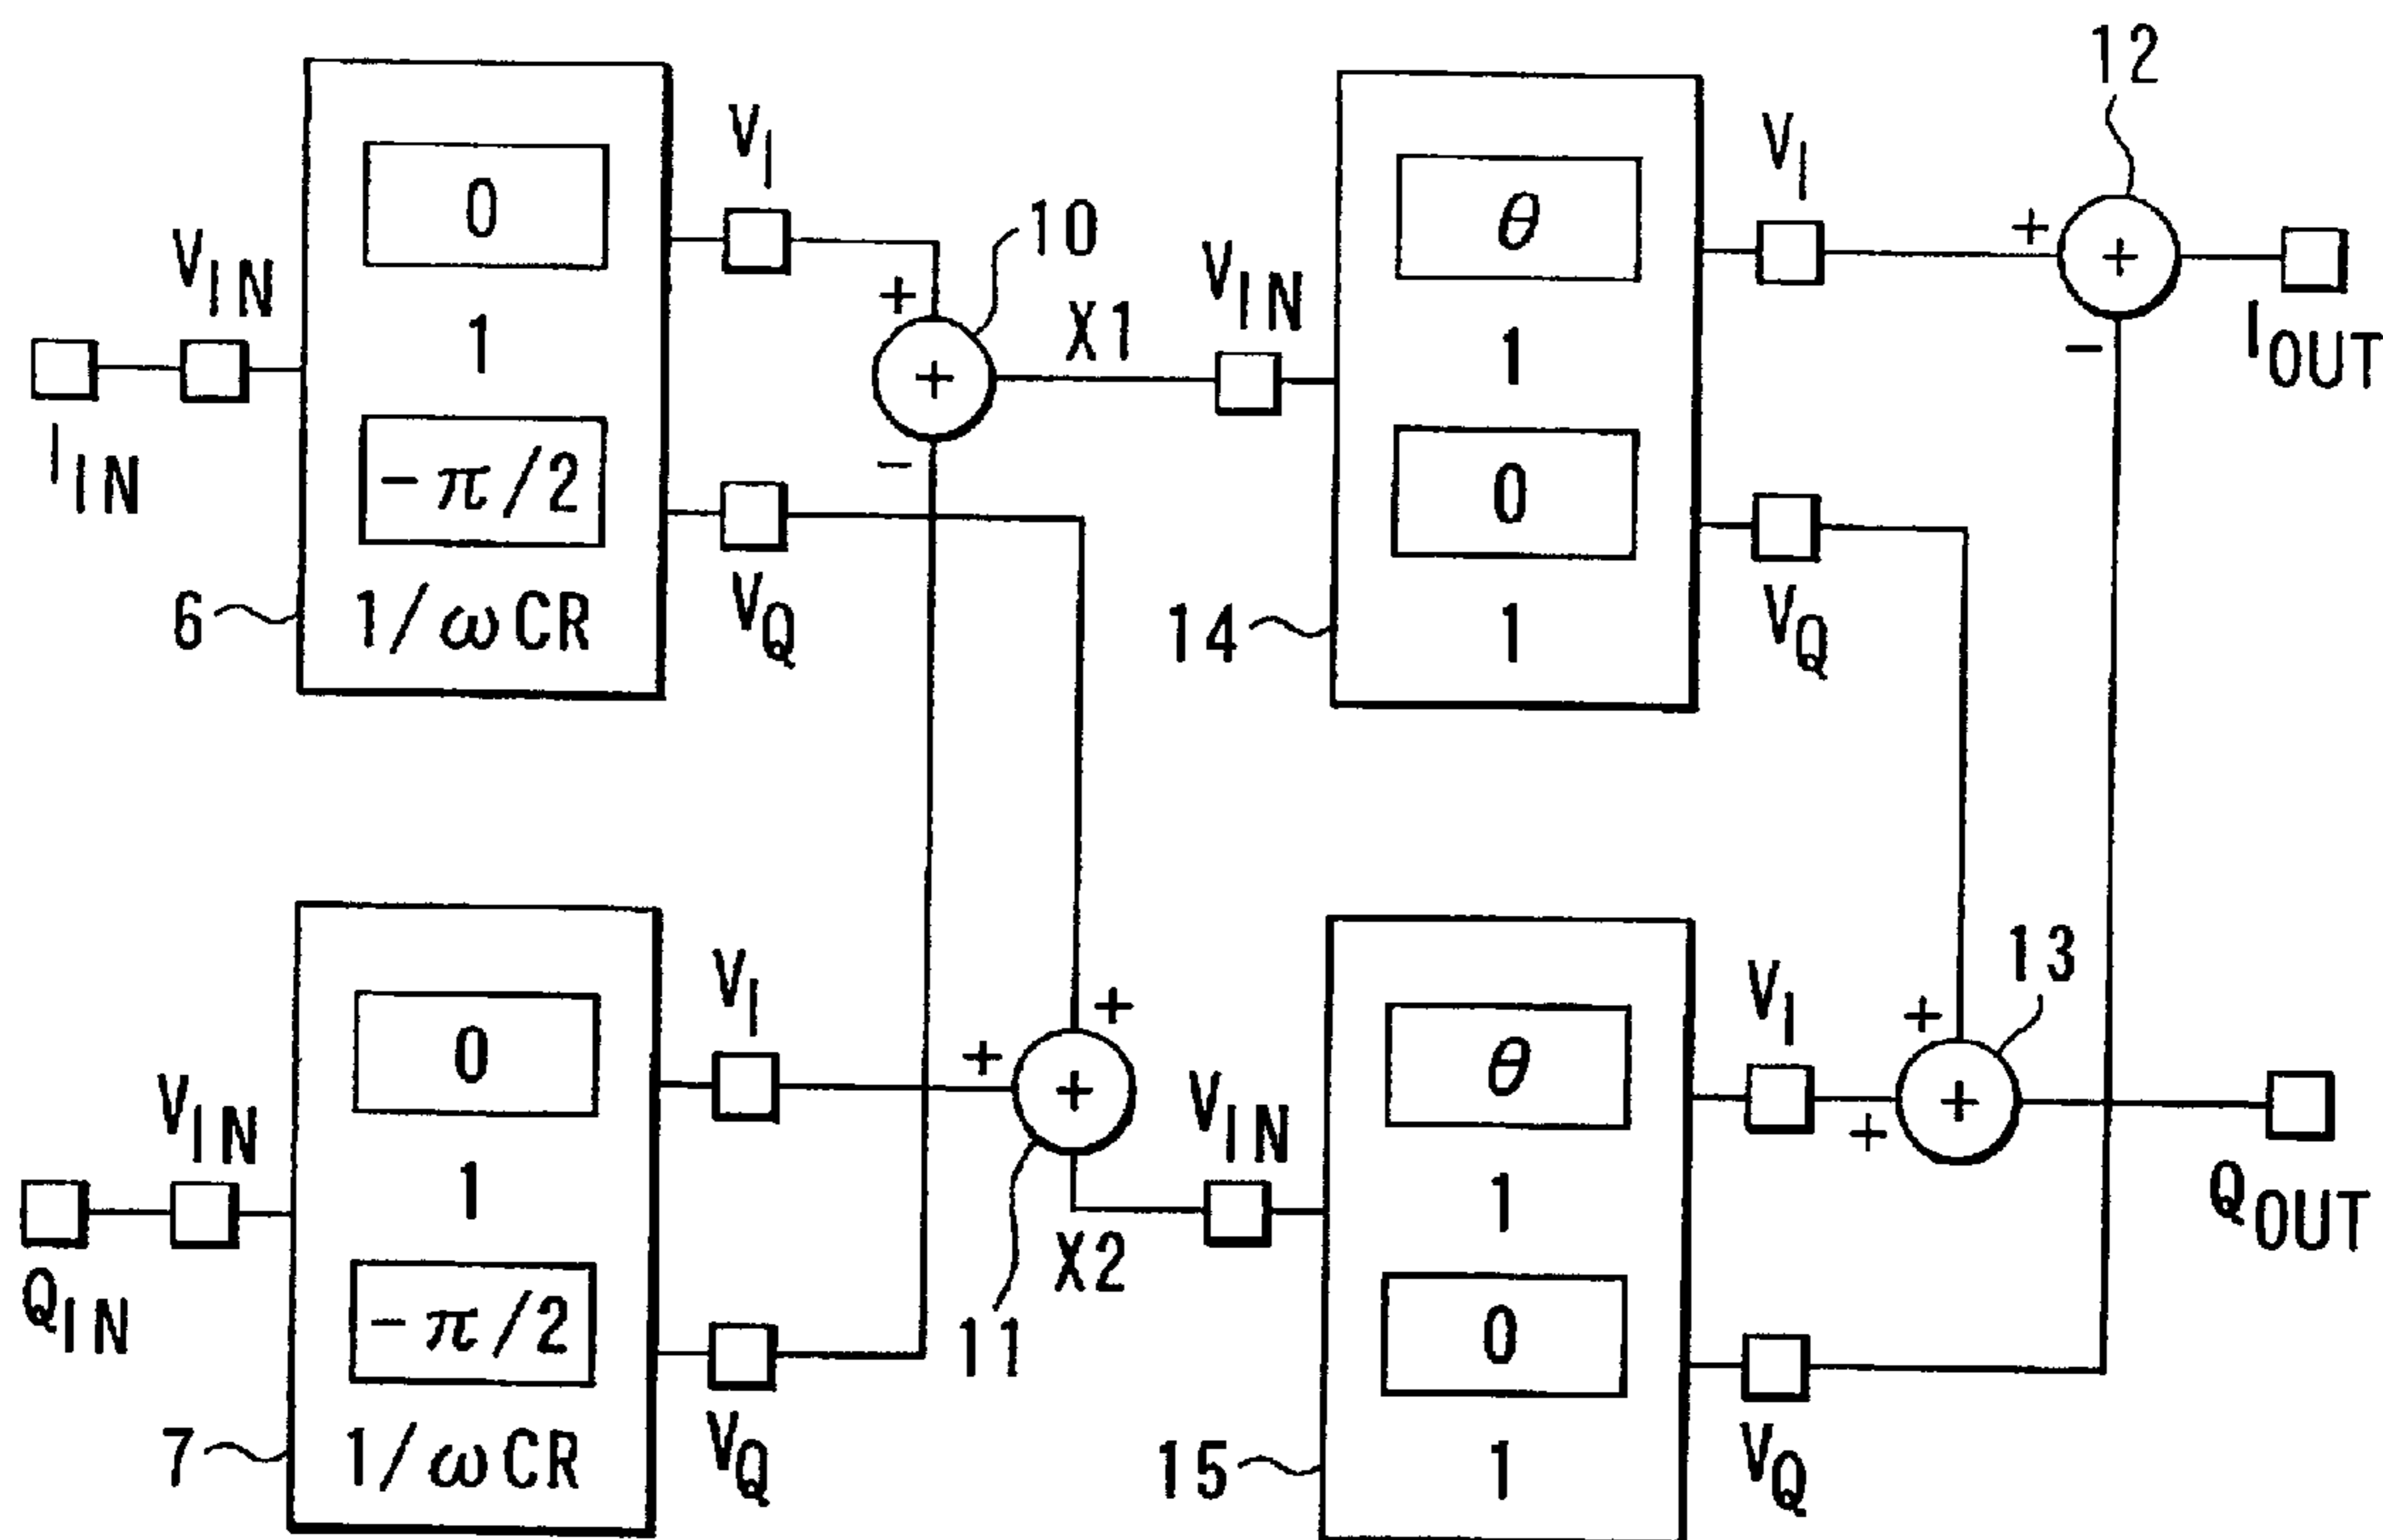 12
V_I
V_I
0
10
θ
V_IN
V_IN
+
+
+
+
X1
+
1
1
-
I_OUT
I_IN
-
-π/2
0
V_Q
V_Q
6
1/ωCR
14
1
13
V_I
V_I
+
+
0
+
θ
+
+
V_IN
V_IN
+
1
1
X2
Q_OUT
Q_IN
-π/2
11
0
V_Q
V_Q
7
1/ωCR
15
1